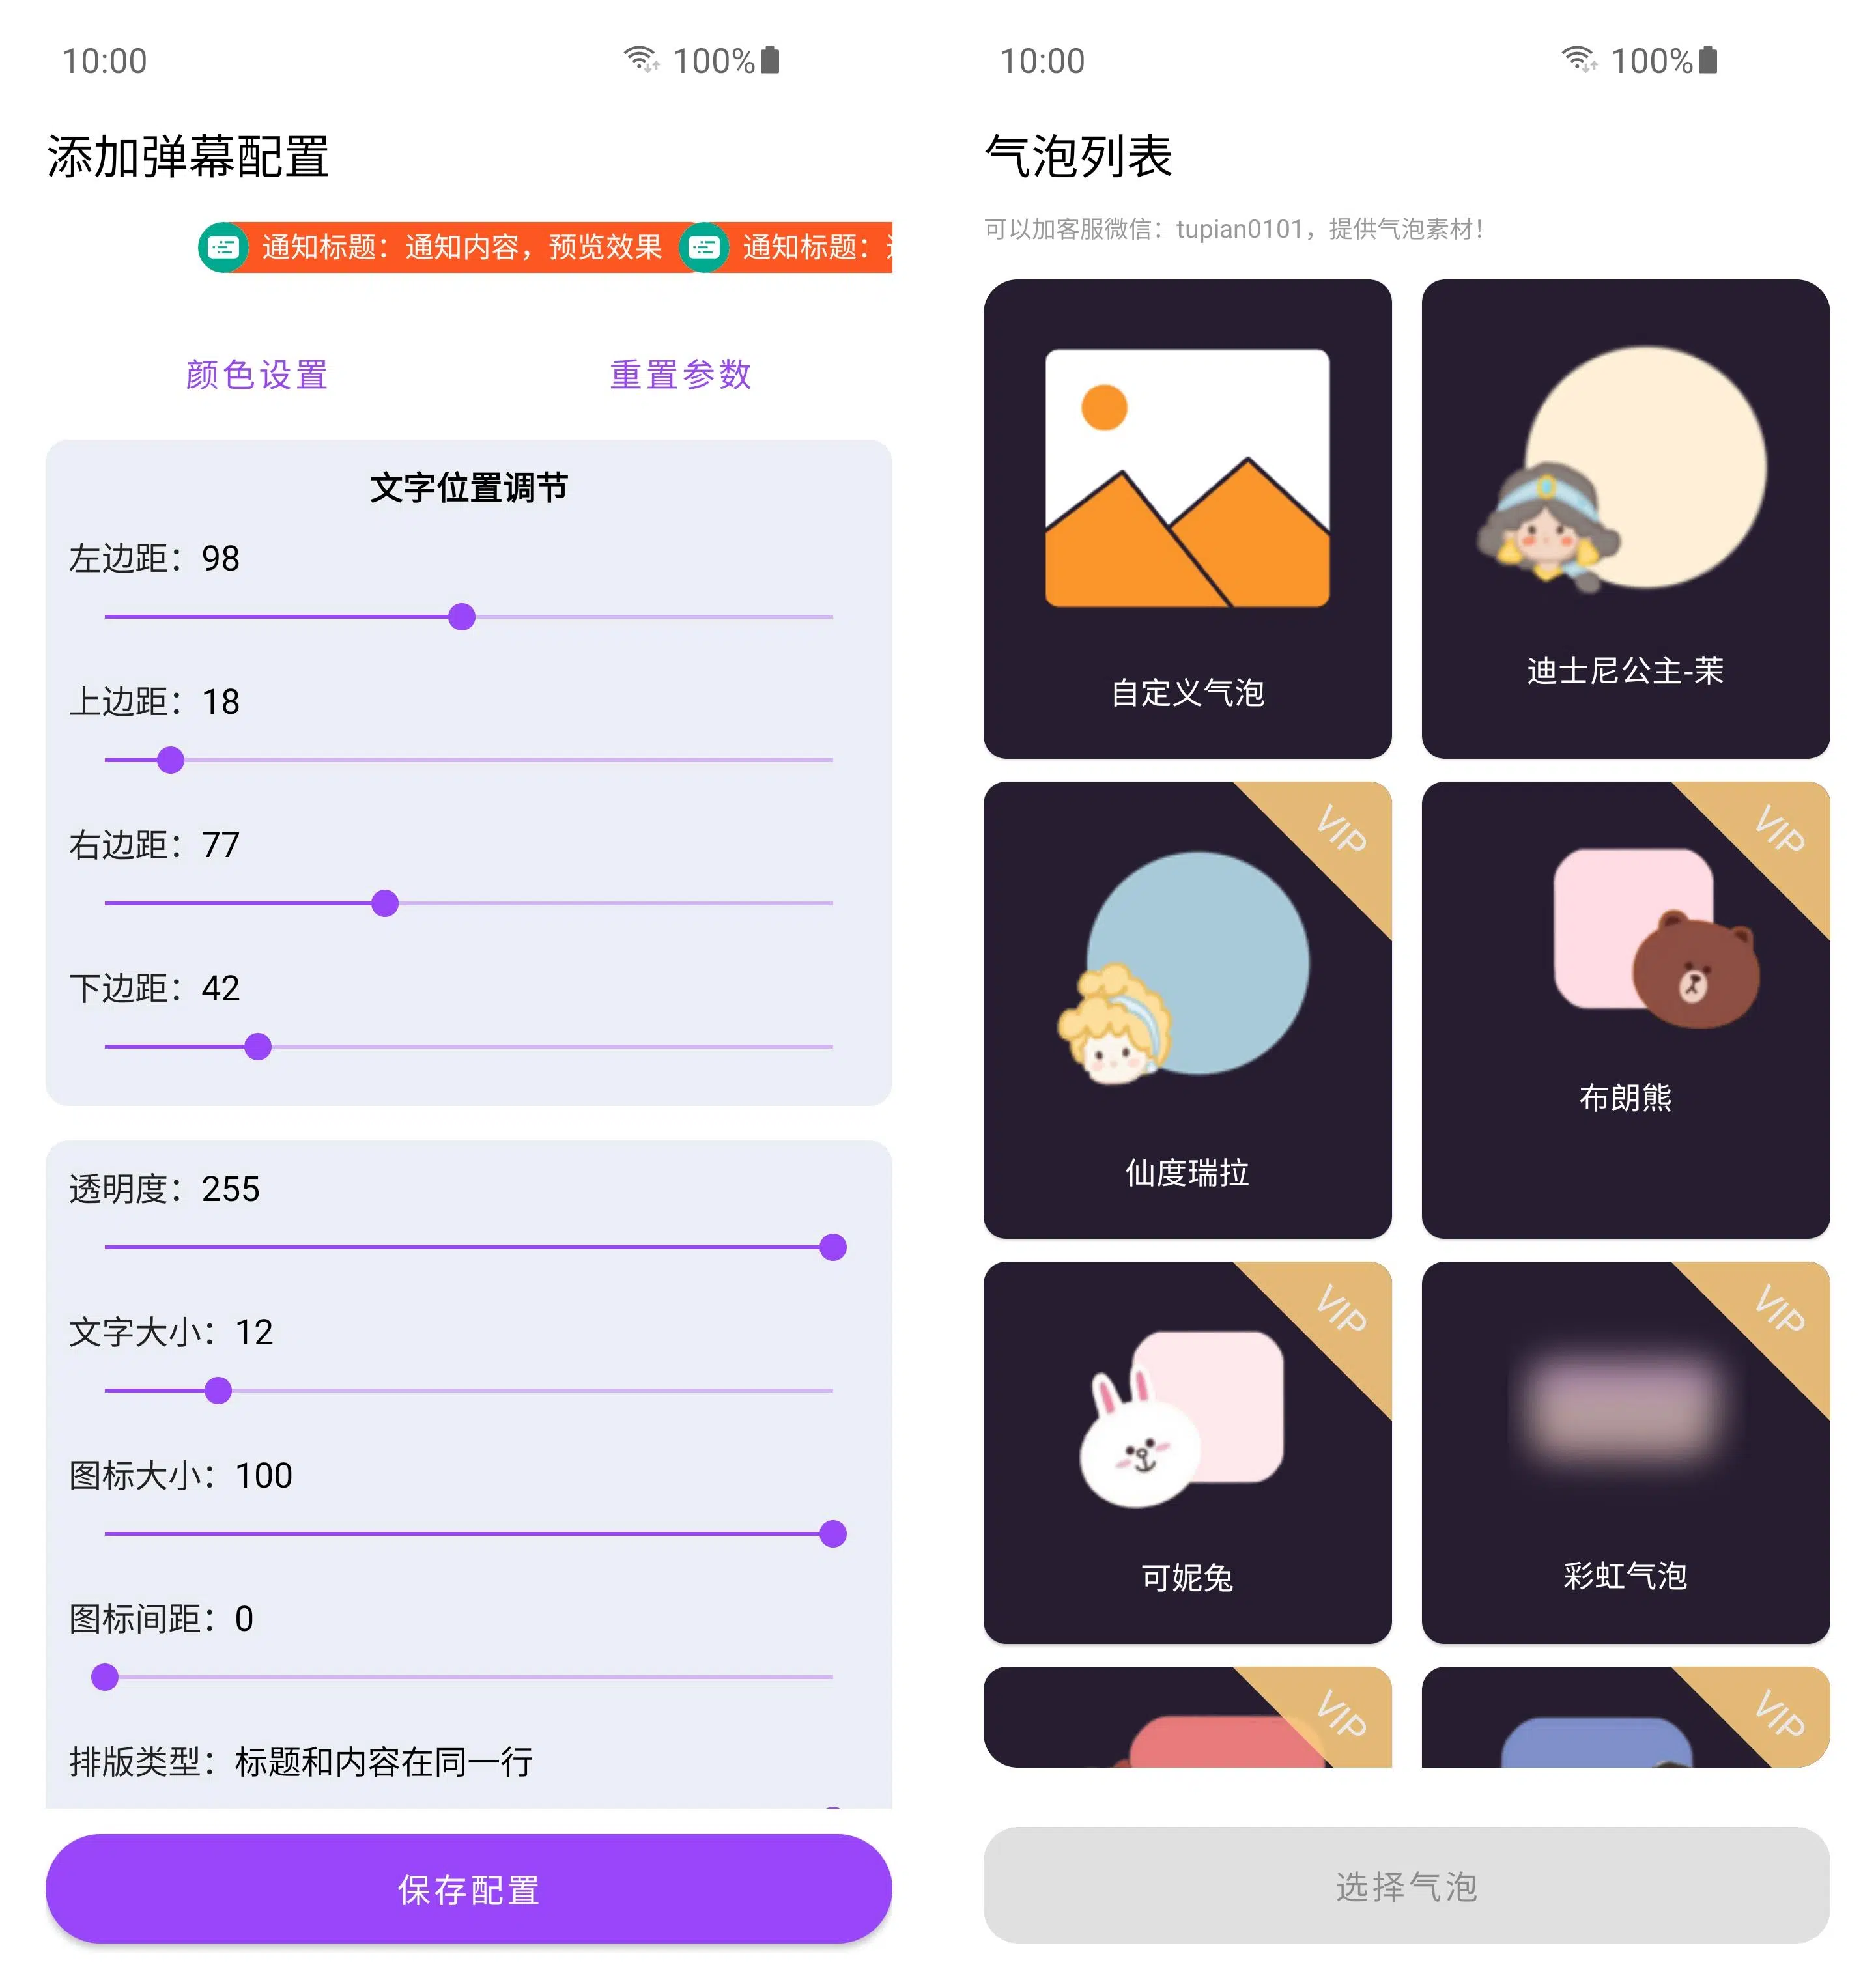 10:00
100%
添加弹幕配置
通知标题：通知内容，预览效果
通知标题：
颜色设置
重置参数
文字位置调节
左边距：98
上边距：18
右边距：77
下边距：42
透明度：255
文字大小：12
图标大小：100
图标间距：0
排版类型：标题和内容在同一行
保存配置
10:00
100%
气泡列表
可以加客服微信：tupian0101，提供气泡素材！
自定义气泡
迪士尼公主-茉
VIP
仙度瑞拉
VIP
布朗熊
VIP
可妮兔
VIP
彩虹气泡
VIP
VIP
选择气泡